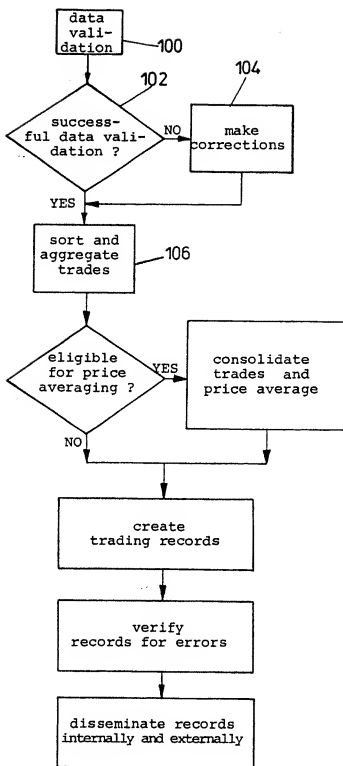 data
vali-
dation
100
102
104
success-
ful data vali-
dation ?
NO
make
corrections
YES
sort and
aggregate
trades
106
eligible
for price
averaging ?
YES
consolidate
trades and
price average
NO
create
trading records
verify
records for errors
disseminate records
internally and externally